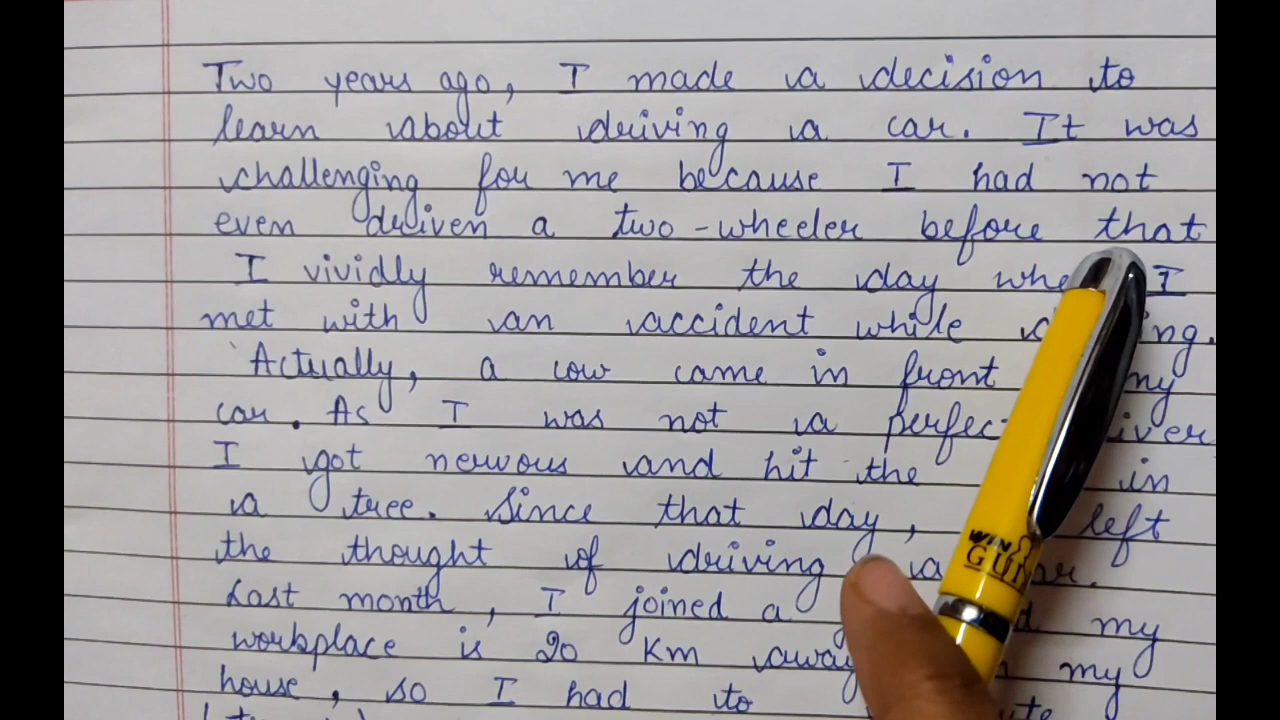 Two years ago, I made a decision to
learn about driving a car. It was
challenging for me because I had not
even driven a two-wheeler before that
I vividly remember the day I
met with an accident while
Actually, a cow came in front my
car. As I was not a
I got nervous and hit the in
a tree. Since that day, left
the thought of driving a
Last month, I joined a my
workplace is 20 Km away my
house, so I had to
WIN